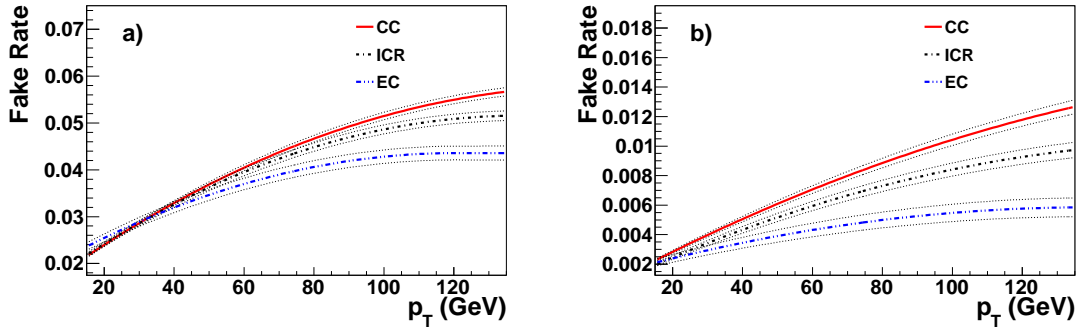 Fake Rate
0.07
0.06
0.05
0.04
0.03
0.02
a)
CC
ICR
EC
20 40 60 80 100 120
p_T (GeV)
Fake Rate
0.018
0.016
0.014
0.012
0.010
0.008
0.006
0.004
0.002
b)
CC
ICR
EC
20 40 60 80 100 120
p_T (GeV)